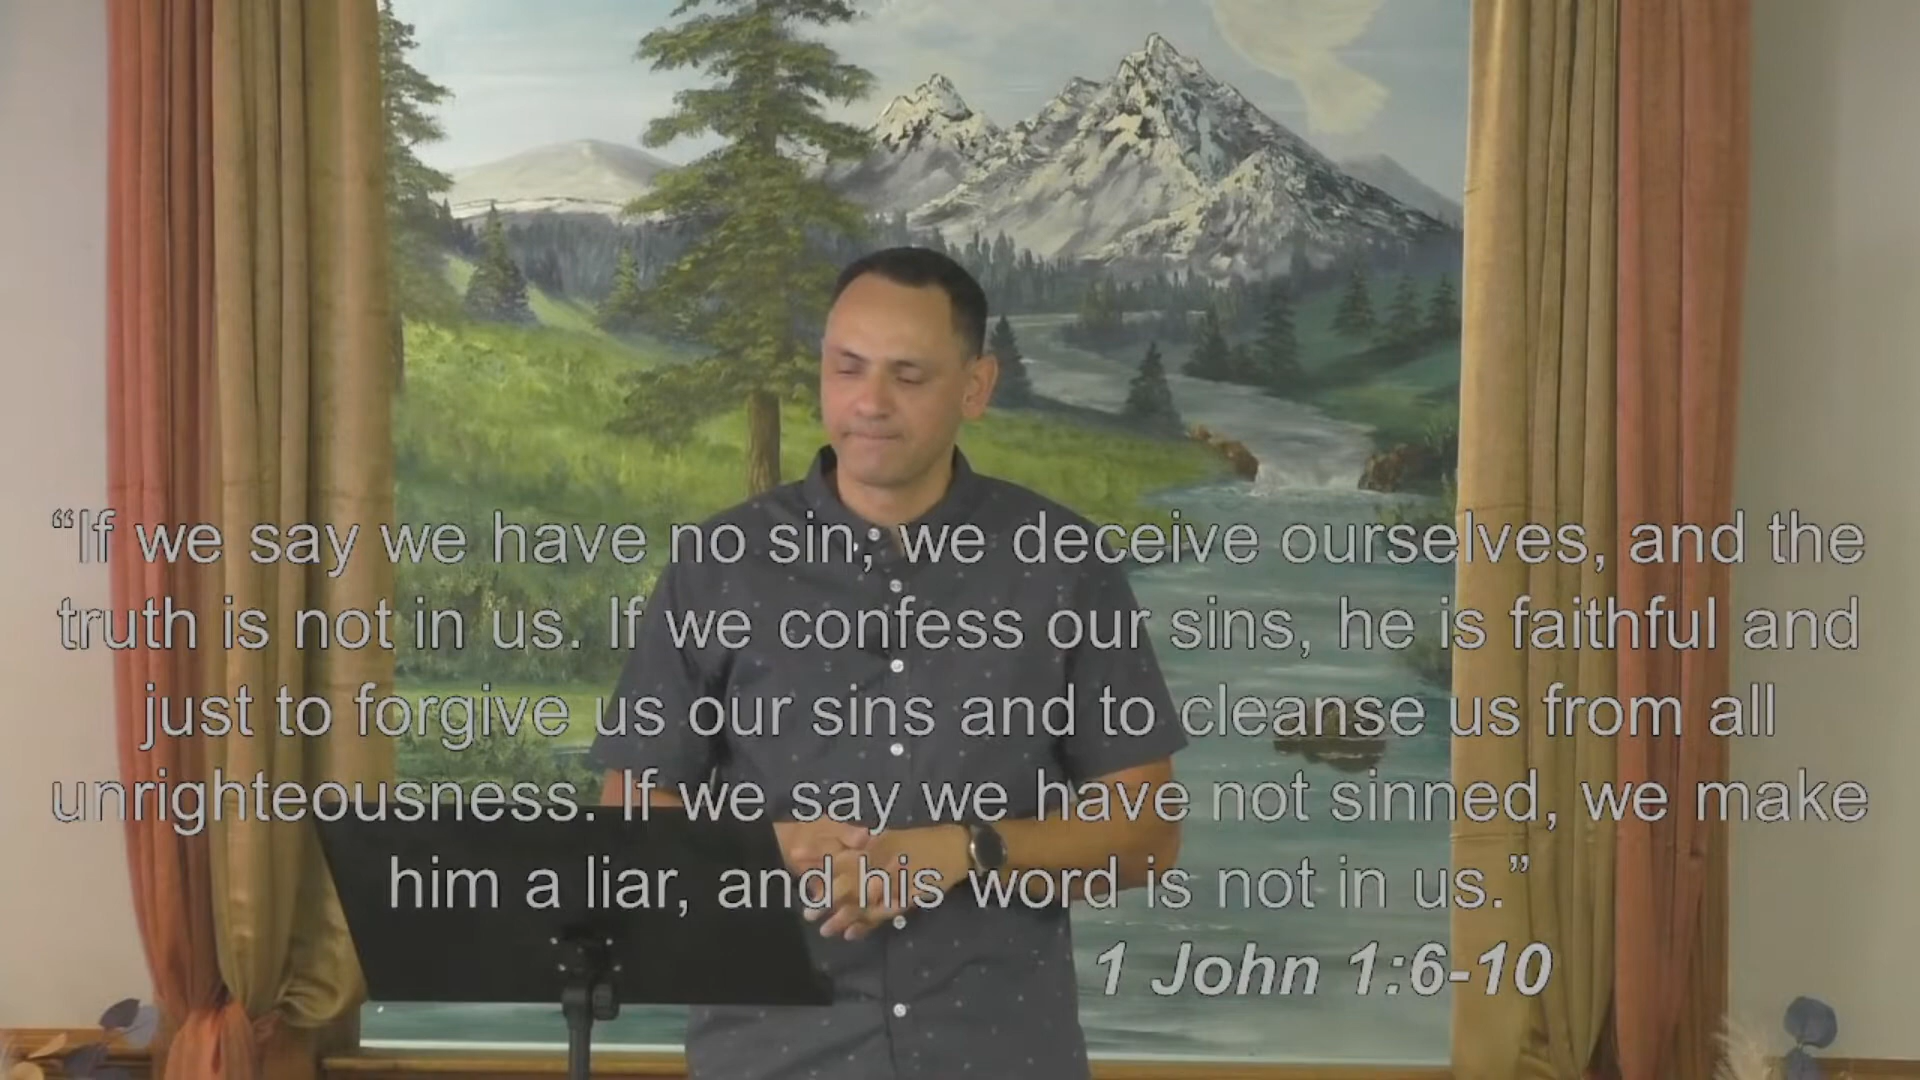 “If we say we have no sin, we deceive ourselves, and the
truth is not in us. If we confess our sins, he is faithful and
just to forgive us our sins and to cleanse us from all
unrighteousness. If we say we have not sinned, we make
him a liar, and his word is not in us.”
1 John 1:6-10